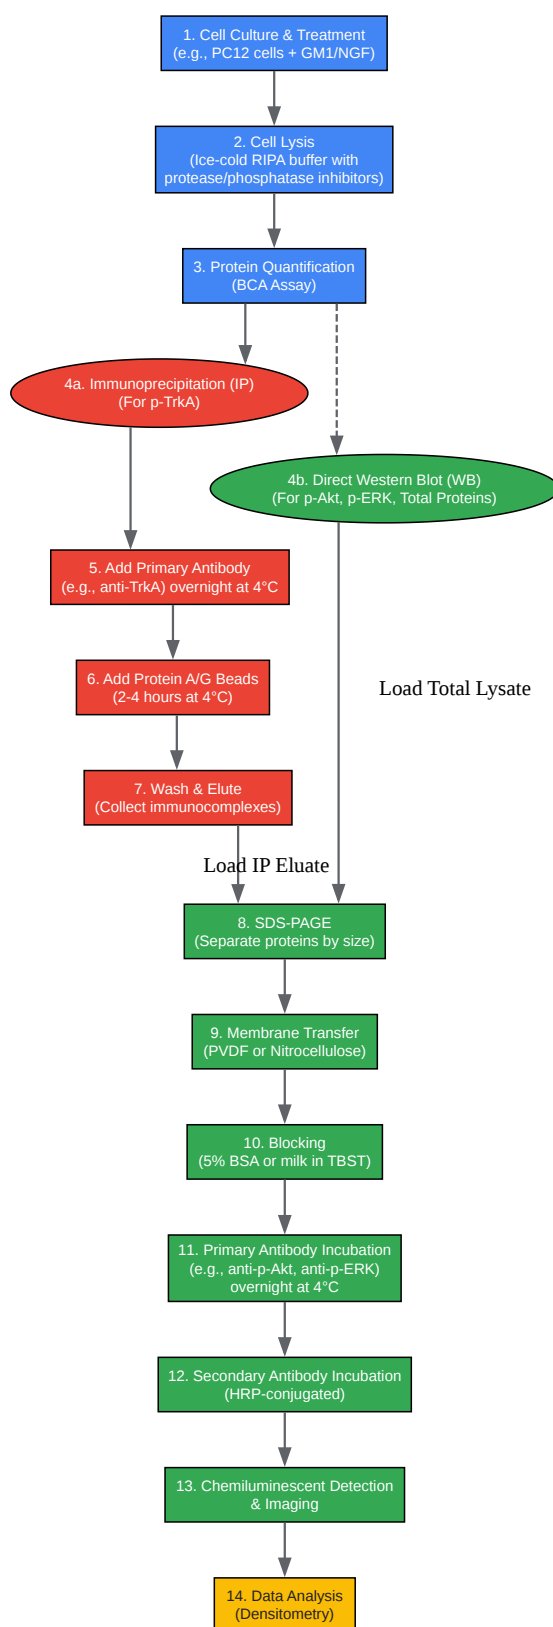 1. Cell Culture & Treatment
(e.g., PC12 cells + GM1/NGF)
2. Cell Lysis
(Ice-cold RIPA buffer with
protease/phosphatase inhibitors)
3. Protein Quantification
(BCA Assay)
4a. Immunoprecipitation (IP)
(For p-TrkA)
4b. Direct Western Blot (WB)
(For p-Akt, p-ERK, Total Proteins)
5. Add Primary Antibody
(e.g., anti-TrkA) overnight at 4°C
6. Add Protein A/G Beads
(2-4 hours at 4°C)
Load Total Lysate
7. Wash & Elute
(Collect immunocomplexes)
Load IP Eluate
8. SDS-PAGE
(Separate proteins by size)
9. Membrane Transfer
(PVDF or Nitrocellulose)
10. Blocking
(5% BSA or milk in TBST)
11. Primary Antibody Incubation
(e.g., anti-p-Akt, anti-p-ERK)
overnight at 4°C
12. Secondary Antibody Incubation
(HRP-conjugated)
13. Chemiluminescent Detection
& Imaging
14. Data Analysis
(Densitometry)